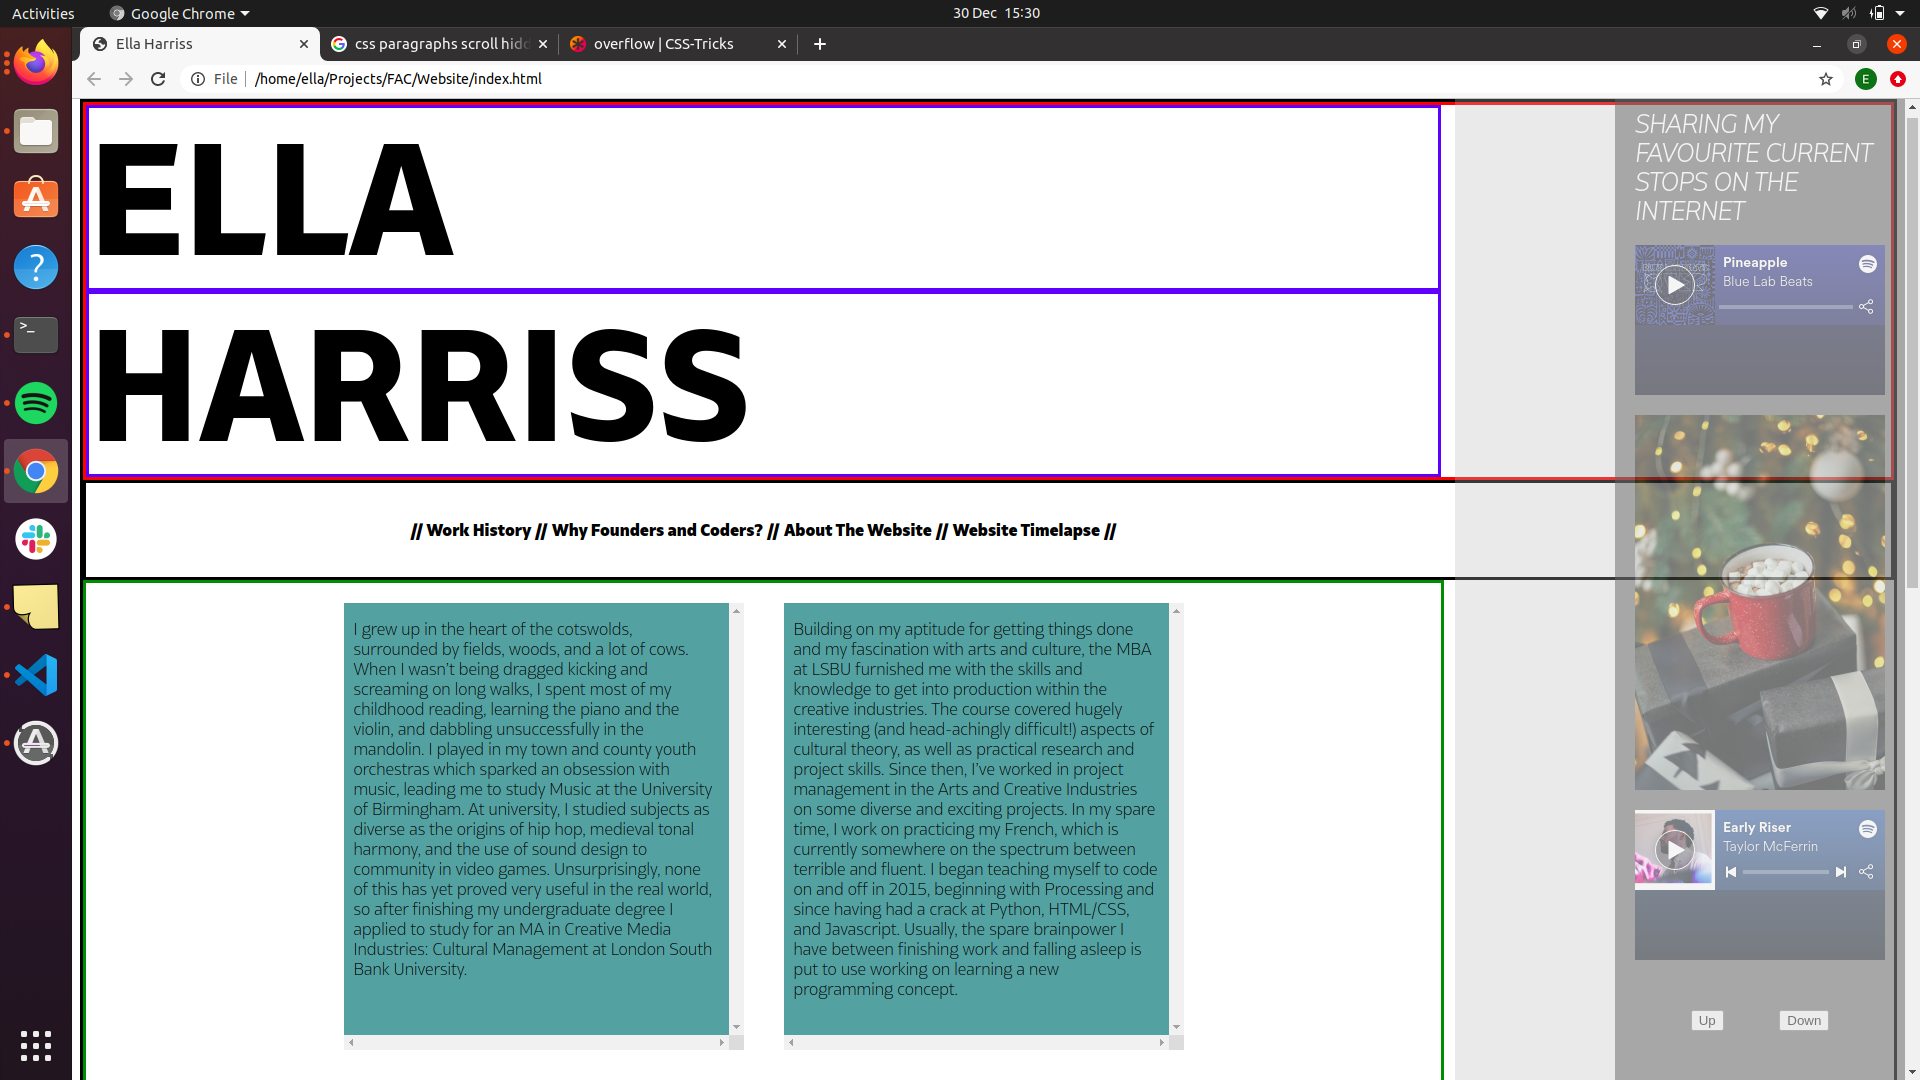 Activities
Google Chrome
30 Dec 15:30
Ella Harriss
css paragraphs scroll hidd
overflow | CSS-Tricks
File
/home/ella/Projects/FAC/Website/index.html
E
ELLA
HARRISS
// Work History // Why Founders and Coders? // About The Website // Website Timelapse //
I grew up in the heart of the cotswolds,
surrounded by fields, woods, and a lot of cows.
When I wasn't being dragged kicking and
screaming on long walks, I spent most of my
childhood reading, learning the piano and the
violin, and dabbling unsuccessfully in the
mandolin. I played in my town and county youth
orchestras which sparked an obsession with
music, leading me to study Music at the University
of Birmingham. At university, I studied subjects as
diverse as the origins of hip hop, medieval tonal
harmony, and the use of sound design to
community in video games. Unsurprisingly, none
of this has yet proved very useful in the real world,
so after finishing my undergraduate degree I
applied to study for an MA in Creative Media
Industries: Cultural Management at London South
Bank University.
Building on my aptitude for getting things done
and my fascination with arts and culture, the MBA
at LSBU furnished me with the skills and
knowledge to get into production within the
creative industries. The course covered hugely
interesting (and head-achingly difficult!) aspects of
cultural theory, as well as practical research and
project skills. Since then, I've worked in project
management in the Arts and Creative Industries
on some diverse and exciting projects. In my spare
time, I work on practicing my French, which is
currently somewhere on the spectrum between
terrible and fluent. I began teaching myself to code
on and off in 2015, beginning with Processing and
since having had a crack at Python, HTML/CSS,
and Javascript. Usually, the spare brainpower I
have between finishing work and falling asleep is
put to use working on learning a new
programming concept.
SHARING MY
FAVOURITE CURRENT
STOPS ON THE
INTERNET
Pineapple
Blue Lab Beats
Early Riser
Taylor McFerrin
Up
Down